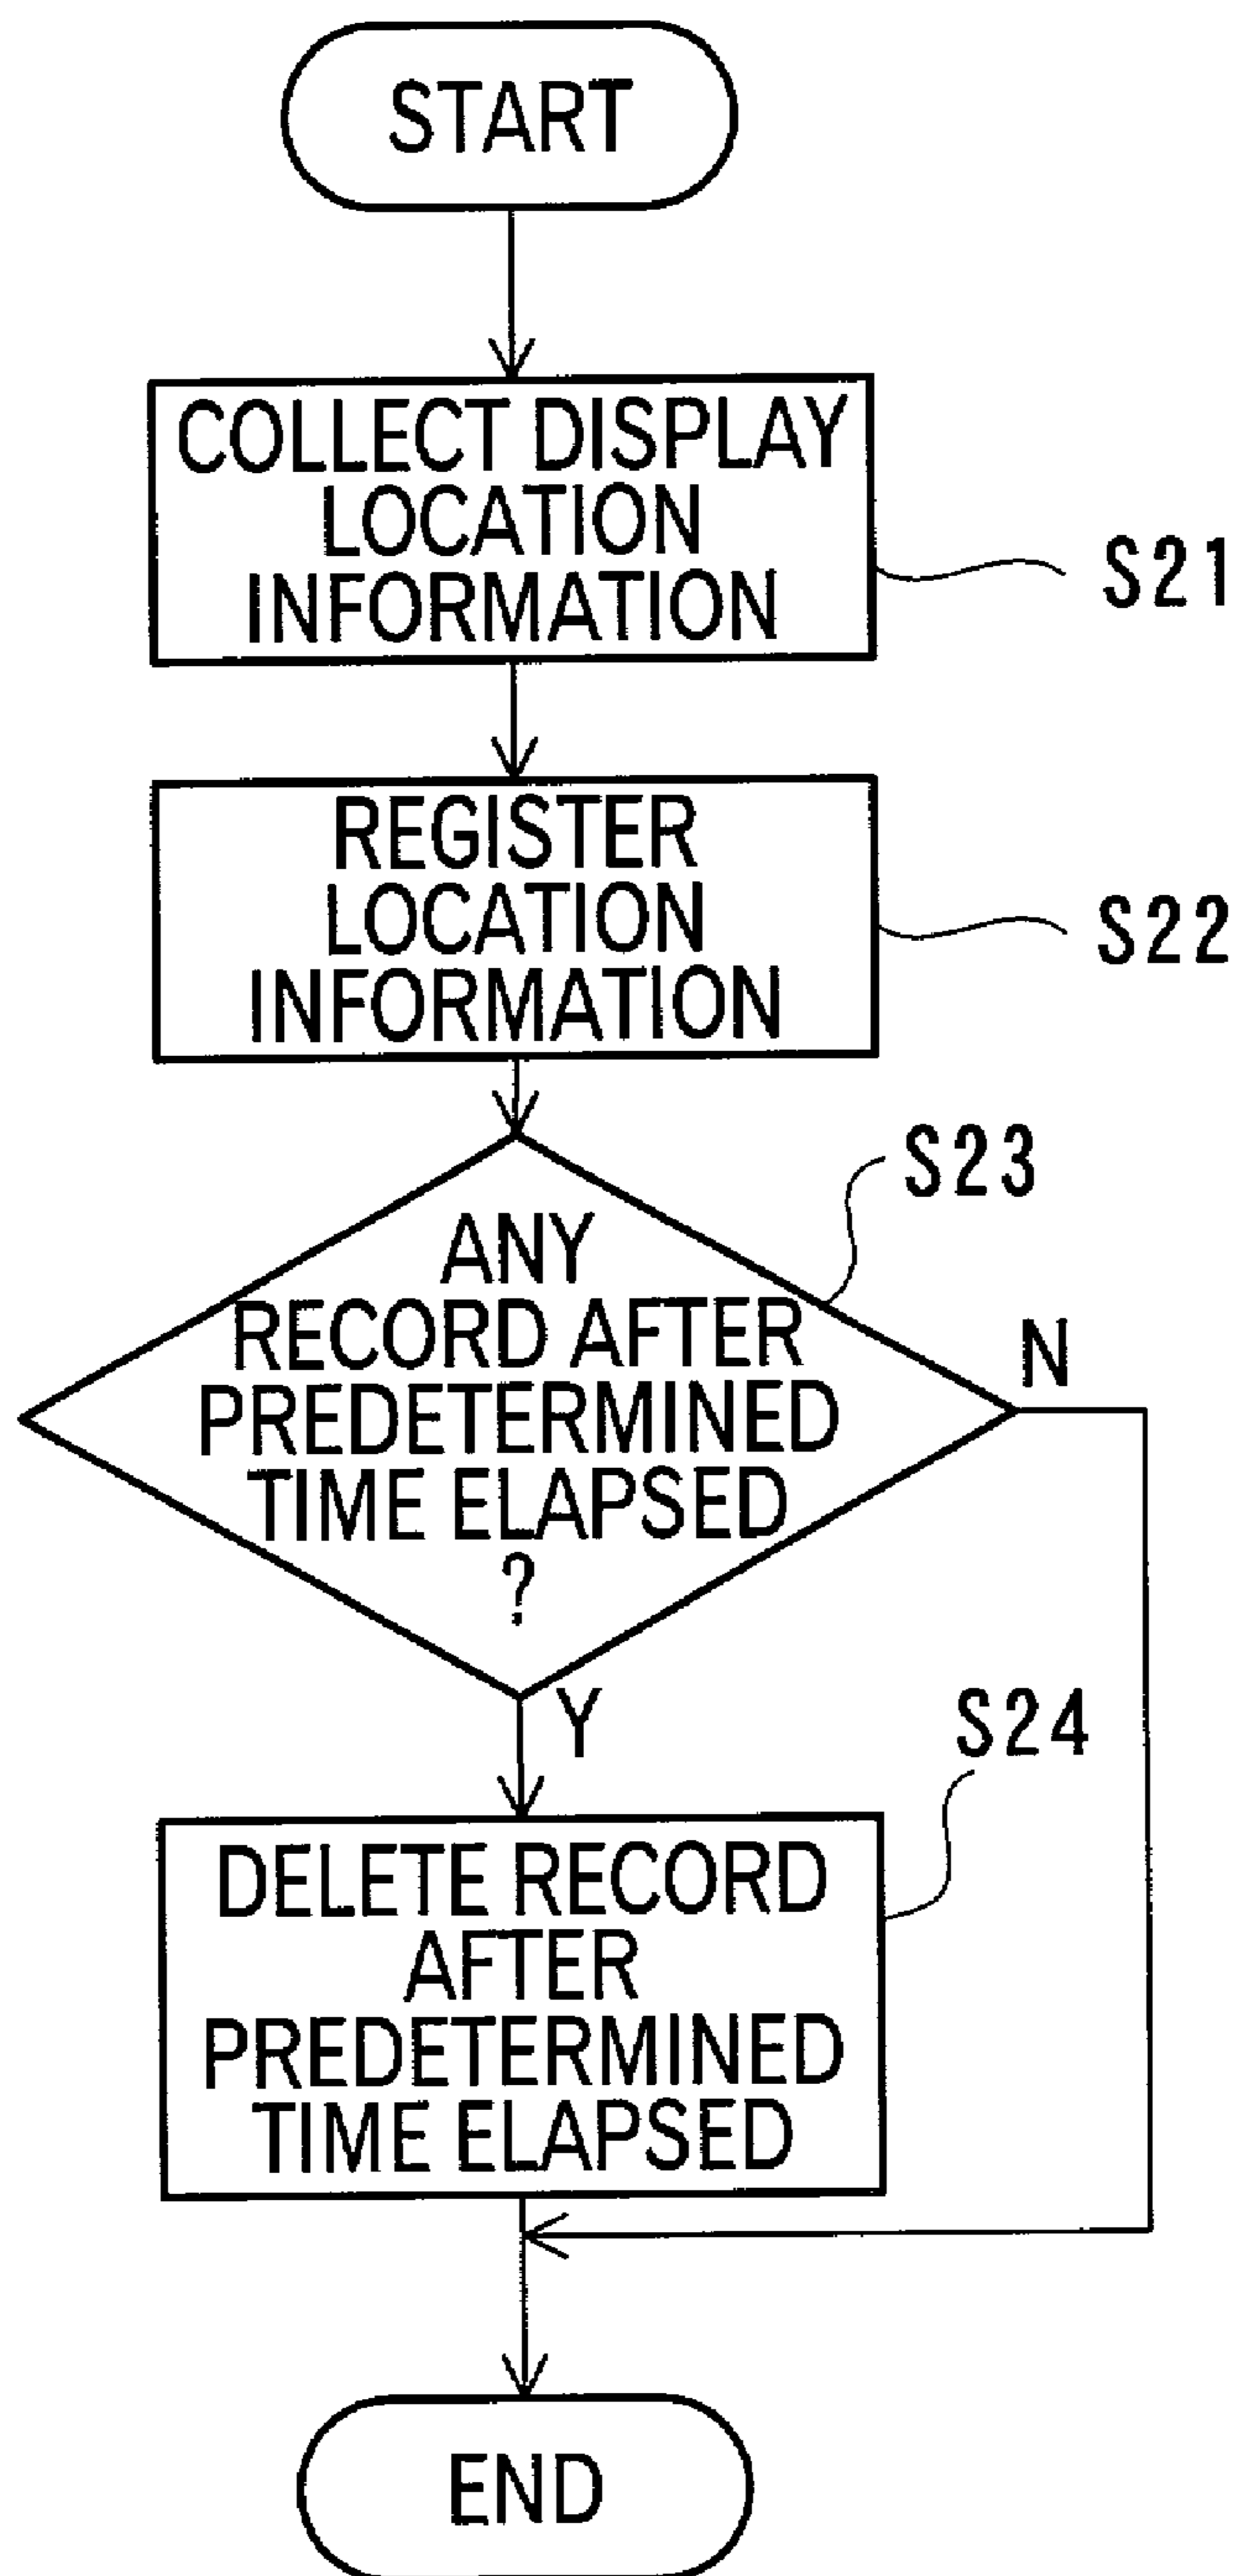 START
COLLECT DISPLAY
LOCATION
INFORMATION
S21
REGISTER
LOCATION
INFORMATION
S22
S23
ANY
RECORD AFTER
PREDETERMINED
TIME ELAPSED
?
N
Y
S24
DELETE RECORD
AFTER
PREDETERMINED
TIME ELAPSED
END